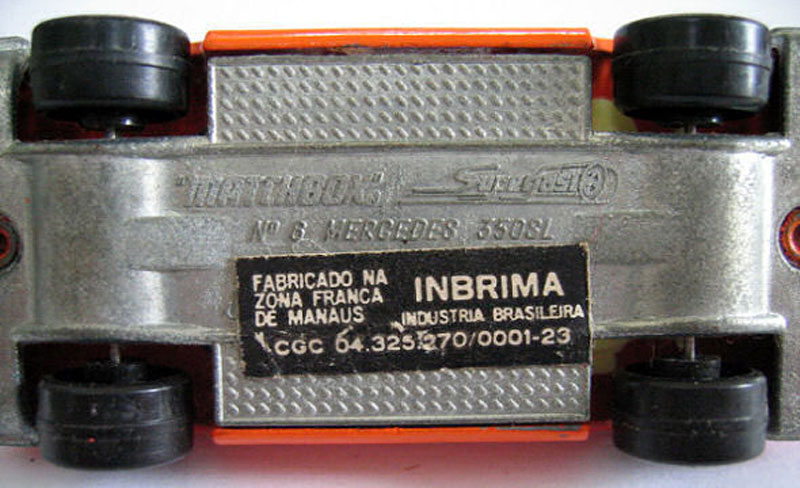 "MATCHBOX" Superfast
Nº 6 MERCEDES 350SL
FABRICADO NA
ZONA FRANCA
DE MANAUS
INBRIMA
INDUSTRIA BRASILEIRA
CGC 04.325.270/0001-23